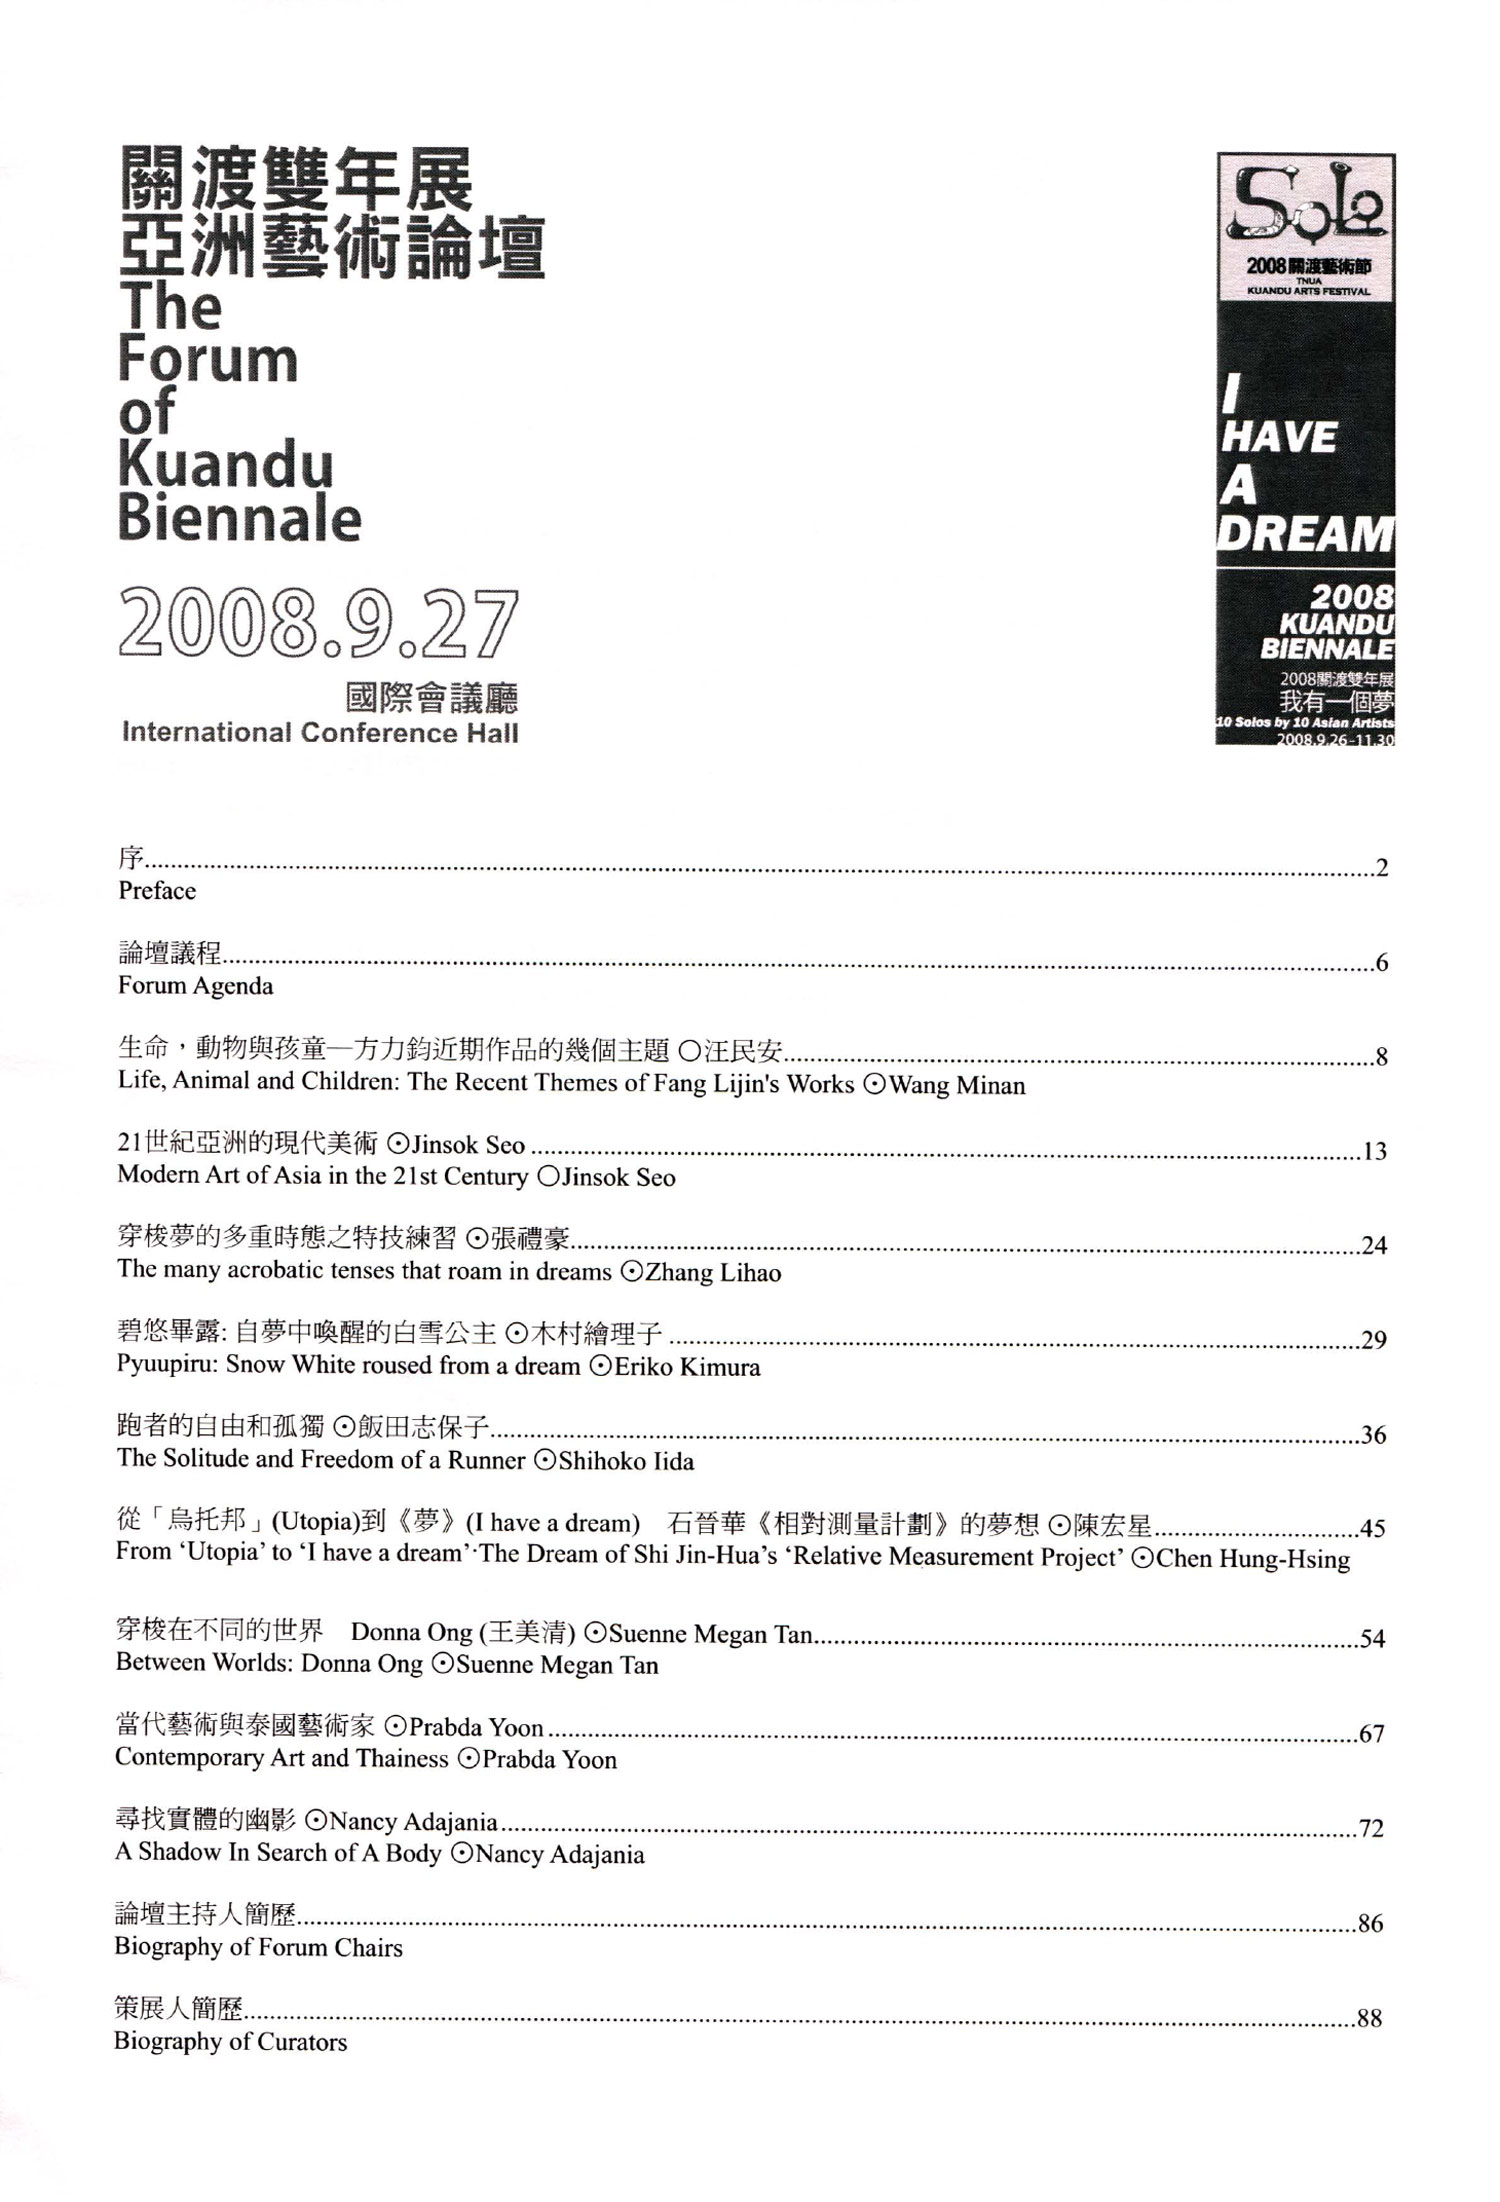 關渡雙年展
亞洲藝術論壇
The
Forum
of
Kuandu
Biennale
2008.9.27
國際會議廳
International Conference Hall
SOLO
2008關渡藝術節
TNUA
KUANDU ARTS FESTIVAL
I
HAVE
A
DREAM
2008
KUANDU
BIENNALE
2008關渡雙年展
我有一個夢
10 Solos by 10 Asian Artists
2008.9.26-11.30
序....................2
Preface
論壇議程....................6
Forum Agenda
生命，動物與孩童—方力鈞近期作品的幾個主題 〇汪民安....................8
Life, Animal and Children: The Recent Themes of Fang Lijin's Works ⊙Wang Minan
21世紀亞洲的現代美術 ⊙Jinsok Seo....................13
Modern Art of Asia in the 21st Century 〇Jinsok Seo
穿梭夢的多重時態之特技練習 ⊙張禮豪....................24
The many acrobatic tenses that roam in dreams ⊙Zhang Lihao
碧悠畢露: 自夢中喚醒的白雪公主 ⊙木村繪理子....................29
Pyuupiru: Snow White roused from a dream ⊙Eriko Kimura
跑者的自由和孤獨 ⊙飯田志保子....................36
The Solitude and Freedom of a Runner ⊙Shihoko Iida
從「烏托邦」(Utopia)到《夢》(I have a dream)　石晉華《相對測量計劃》的夢想 ⊙陳宏星....................45
From ‘Utopia’ to ‘I have a dream’·The Dream of Shi Jin-Hua’s ‘Relative Measurement Project’ ⊙Chen Hung-Hsing
穿梭在不同的世界　Donna Ong (王美清) ⊙Suenne Megan Tan....................54
Between Worlds: Donna Ong ⊙Suenne Megan Tan
當代藝術與泰國藝術家 ⊙Prabda Yoon....................67
Contemporary Art and Thainess ⊙Prabda Yoon
尋找實體的幽影 ⊙Nancy Adajania....................72
A Shadow In Search of A Body ⊙Nancy Adajania
論壇主持人簡歷....................86
Biography of Forum Chairs
策展人簡歷....................88
Biography of Curators